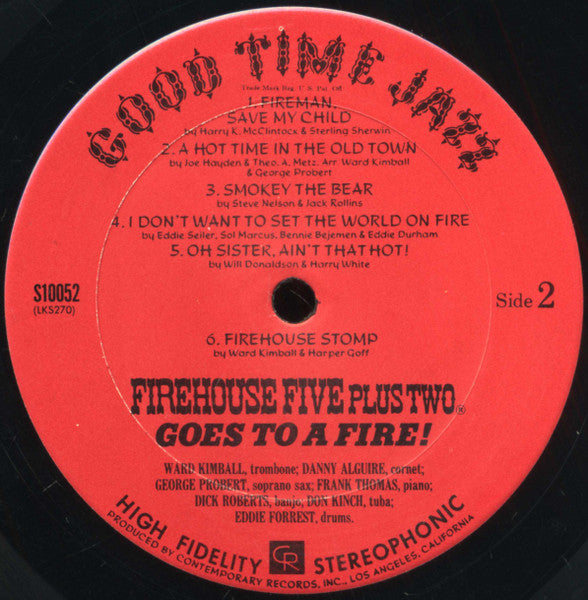 GOOD TIME JAZZ
Trade Mark Reg. U. S. Pat. Off.
1. FIREMAN,
SAVE MY CHILD
by Harry K. McClintock & Sterling Sherwin
2. A HOT TIME IN THE OLD TOWN
by Joe Hayden & Theo. A. Metz. Arr. Ward Kimball
& George Probert
3. SMOKEY THE BEAR
by Steve Nelson & Jack Rollins
4. I DON'T WANT TO SET THE WORLD ON FIRE
by Eddie Seiler, Sol Marcus, Bennie Bejemen & Eddie Durham
5. OH SISTER, AIN'T THAT HOT!
by Will Donaldson & Harry White
S10052
(LKS270)
Side 2
6. FIREHOUSE STOMP
by Ward Kimball & Harper Goff
FIREHOUSE FIVE PLUS TWO®
GOES TO A FIRE!
WARD KIMBALL, trombone; DANNY ALGUIRE, cornet;
GEORGE PROBERT, soprano sax; FRANK THOMAS, piano;
DICK ROBERTS, banjo; DON KINCH, tuba;
EDDIE FORREST, drums.
HIGH FIDELITY CR STEREOPHONIC
PRODUCED BY CONTEMPORARY RECORDS, INC., LOS ANGELES, CALIFORNIA